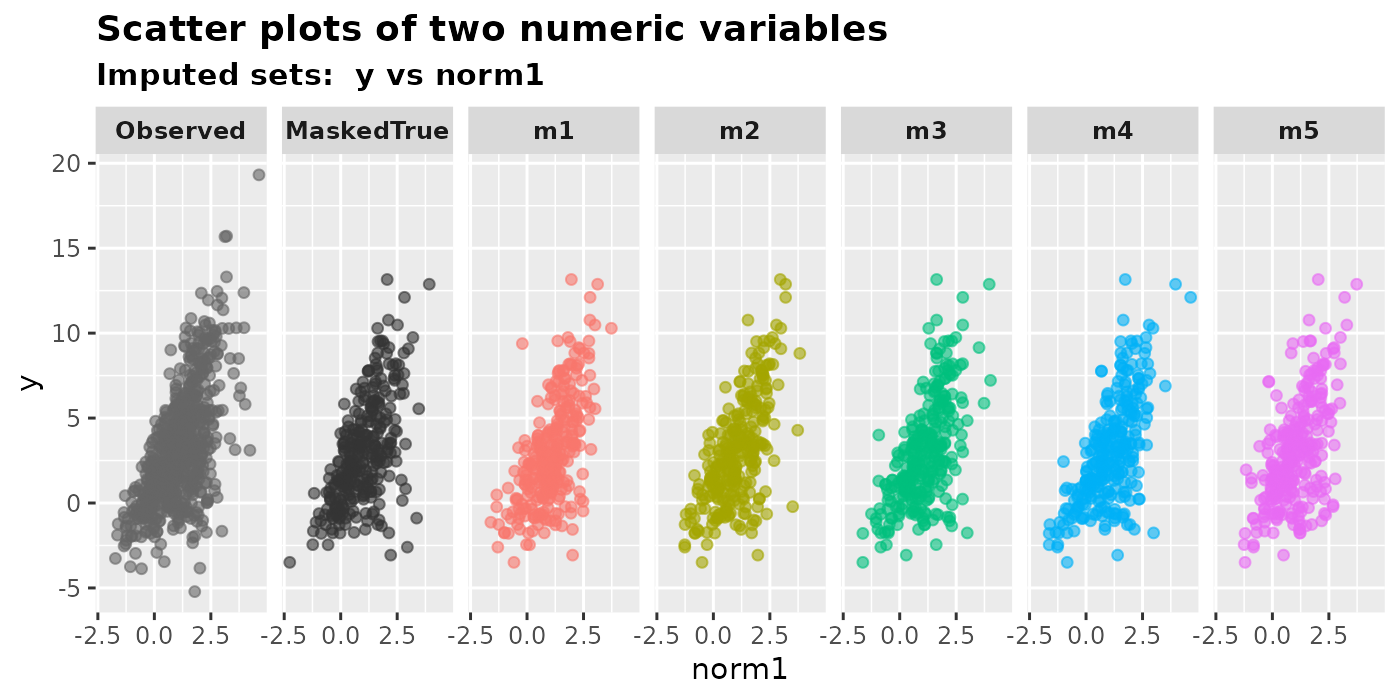 Scatter plots of two numeric variables
Imputed sets:  y vs norm1
Observed MaskedTrue m1 m2 m3 m4 m5
20
15
10
5
0
-5
y
-2.5 0.0 2.5 -2.5 0.0 2.5 -2.5 0.0 2.5 -2.5 0.0 2.5 -2.5 0.0 2.5 -2.5 0.0 2.5 -2.5 0.0 2.5
norm1